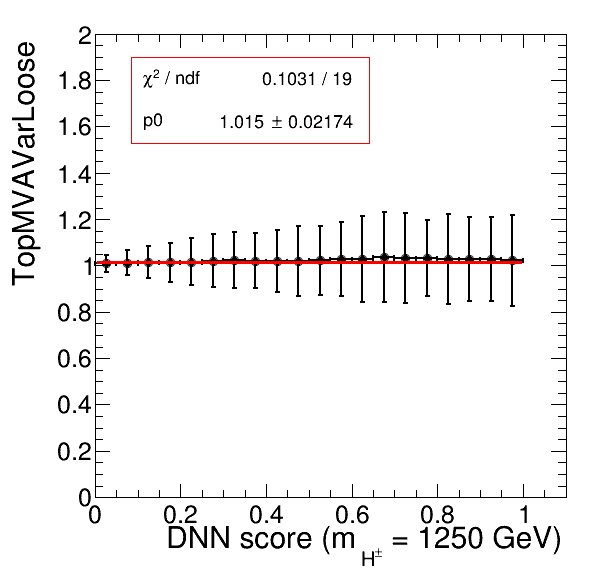 TopMVAVarLoose
2
1.8
1.6
1.4
1.2
1
0.8
0.6
0.4
0.2
0
χ² / ndf 0.1031 / 19
p0 1.015 ± 0.02174
0 0.2 0.4 0.6 0.8 1
DNN score (m_H± = 1250 GeV)